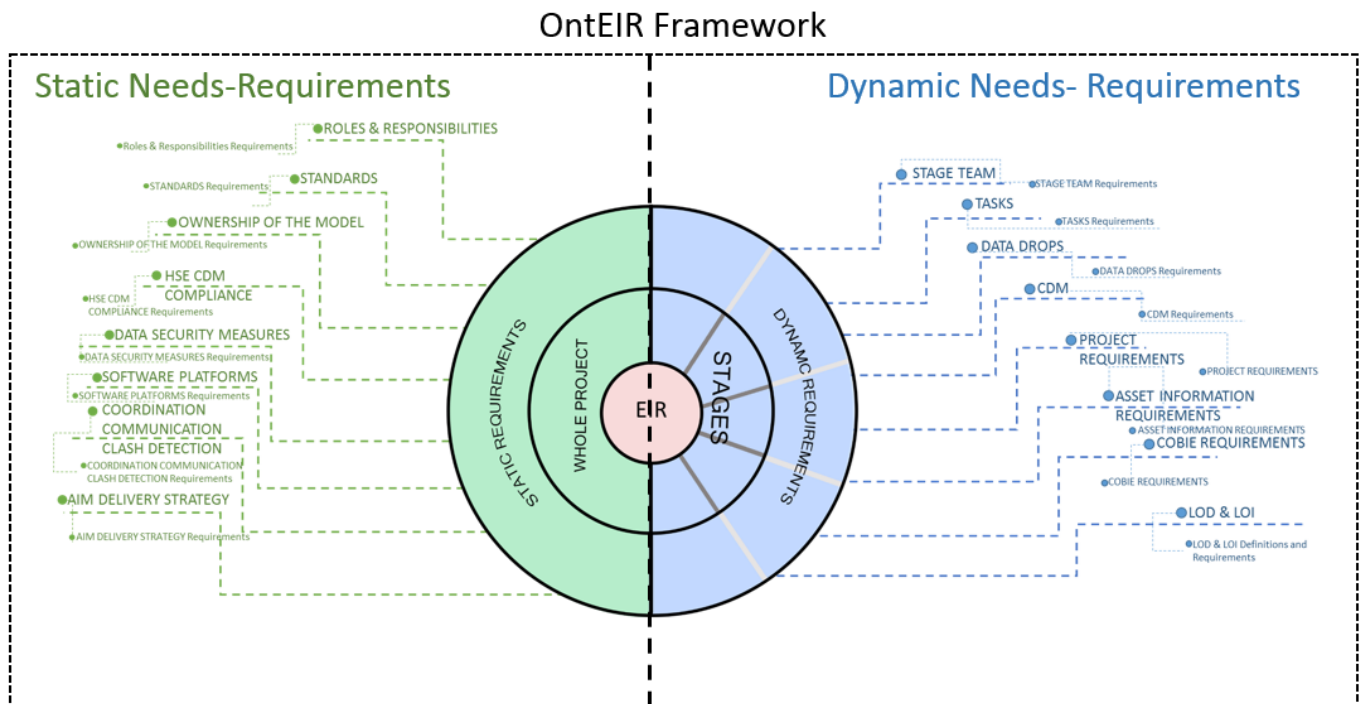 OntEIR Framework
Static Needs-Requirements
ROLES & RESPONSIBILITIES
Roles & Responsibilities Requirements
STANDARDS
STANDARDS Requirements
OWNERSHIP OF THE MODEL
OWNERSHIP OF THE MODEL Requirements
HSE CDM
COMPLIANCE
HSE CDM
COMPLIANCE Requirements
DATA SECURITY MEASURES
DATA SECURITY MEASURES Requirements
SOFTWARE PLATFORMS
SOFTWARE PLATFORMS Requirements
COORDINATION
COMMUNICATION
CLASH DETECTION
COORDINATION COMMUNICATION
CLASH DETECTION Requirements
AIM DELIVERY STRATEGY
AIM DELIVERY STRATEGY Requirements
STATIC REQUIREMENTS
WHOLE PROJECT
EIR
STAGES
DYNAMC REQUIREMENTS
Dynamic Needs- Requirements
STAGE TEAM
STAGE TEAM Requirements
TASKS
TASKS Requirements
DATA DROPS
DATA DROPS Requirements
CDM
CDM Requirements
PROJECT
REQUIREMENTS
PROJECT REQUIREMENTS
ASSET INFORMATION
REQUIREMENTS
ASSET INFORMATION REQUIREMENTS
COBIE REQUIREMENTS
COBIE REQUIREMENTS
LOD & LOI
LOD & LOI Definitions and
Requirements